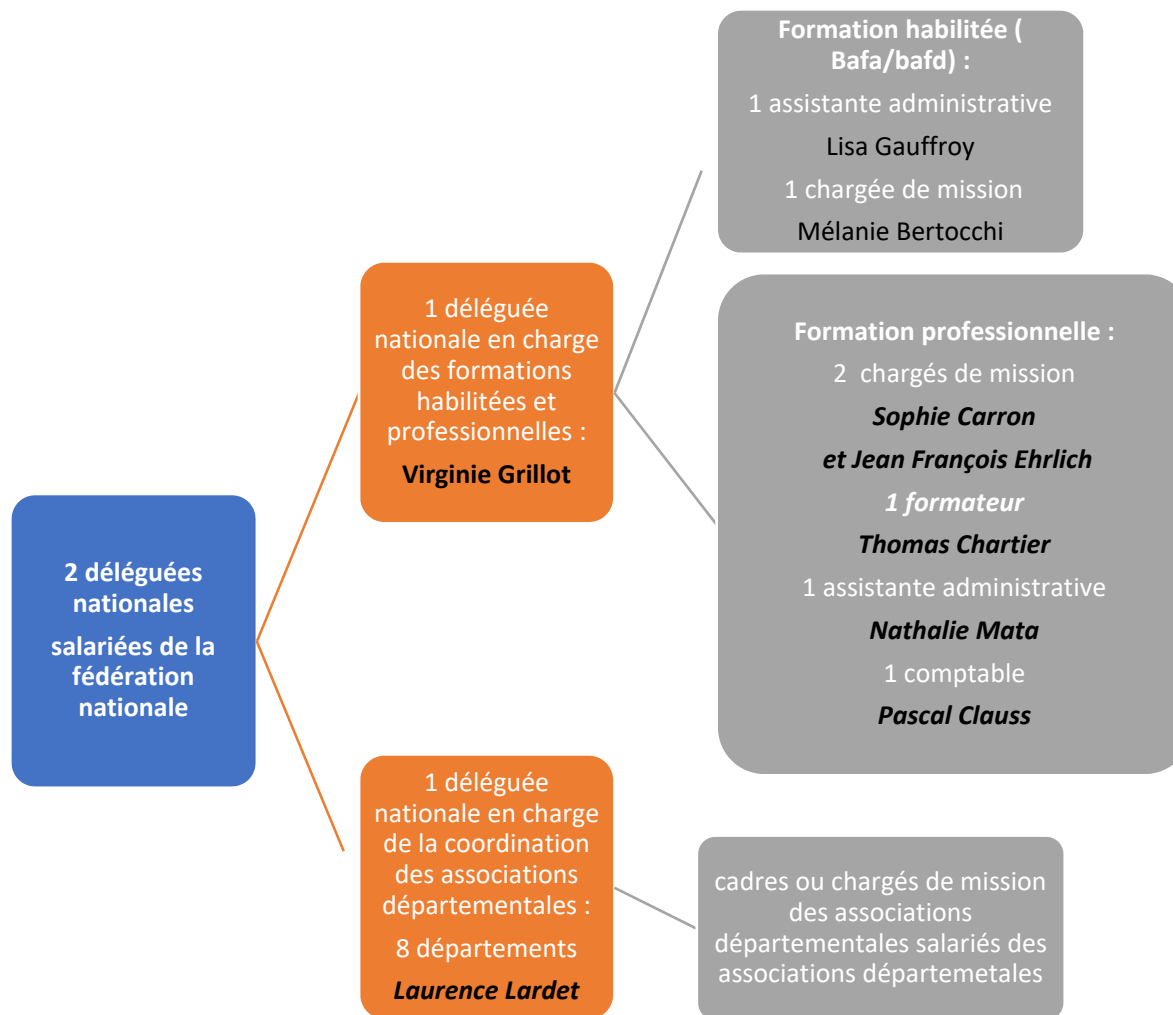 2 déléguées
nationales
salariées de la
fédération
nationale
1 déléguée
nationale en charge
des formations
habilitées et
professionnelles :
Virginie Grillot
Formation habilitée (
Bafa/bafd) :
1 assistante administrative
Lisa Gauffroy
1 chargée de mission
Mélanie Bertocchi
Formation professionnelle :
2 chargés de mission
Sophie Carron
et Jean François Ehrlich
1 formateur
Thomas Chartier
1 assistante administrative
Nathalie Mata
1 comptable
Pascal Clauss
1 déléguée
nationale en charge
de la coordination
des associations
départementales :
8 départements
Laurence Lardet
cadres ou chargés de mission
des associations
départementales salariés des
associations départemetales